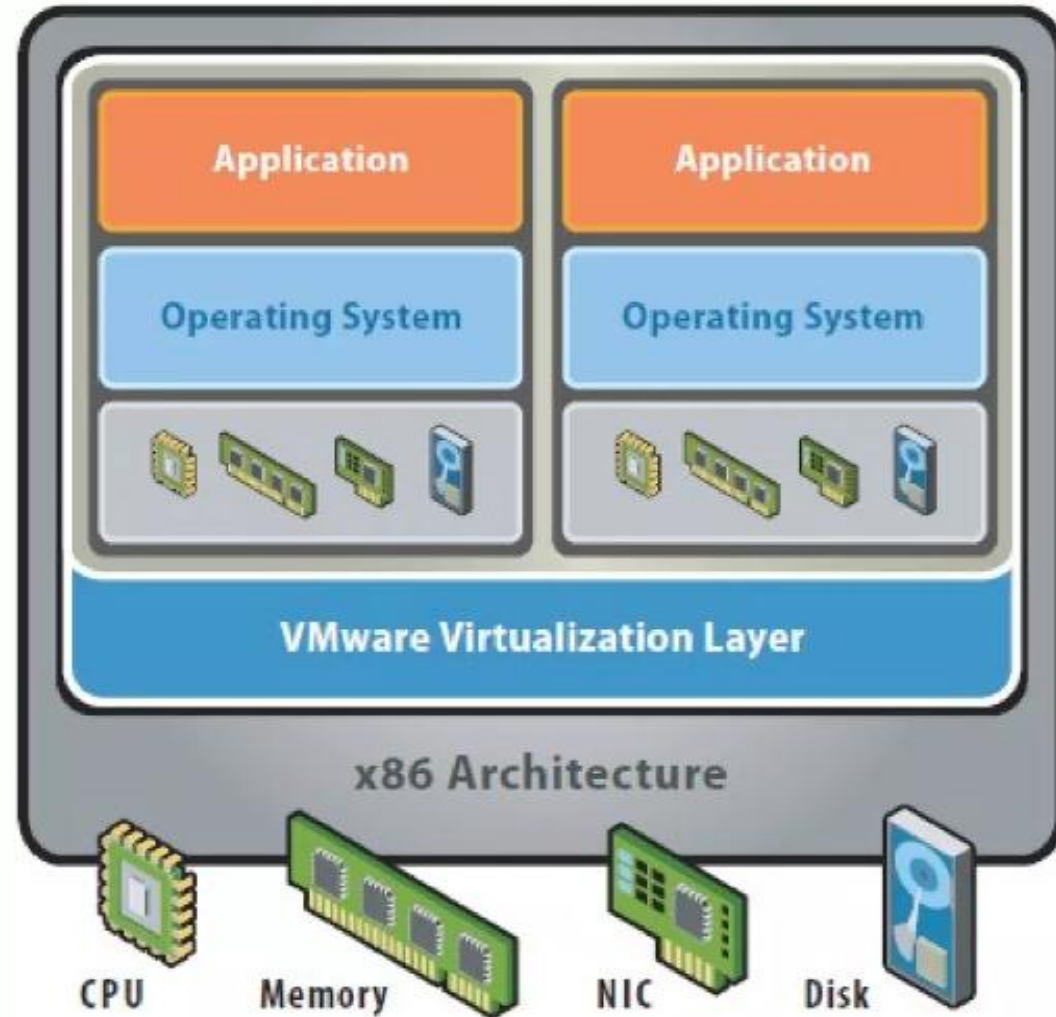 Application
Application
Operating System
Operating System
VMware Virtualization Layer
x86 Architecture
CPU
Memory
NIC
Disk